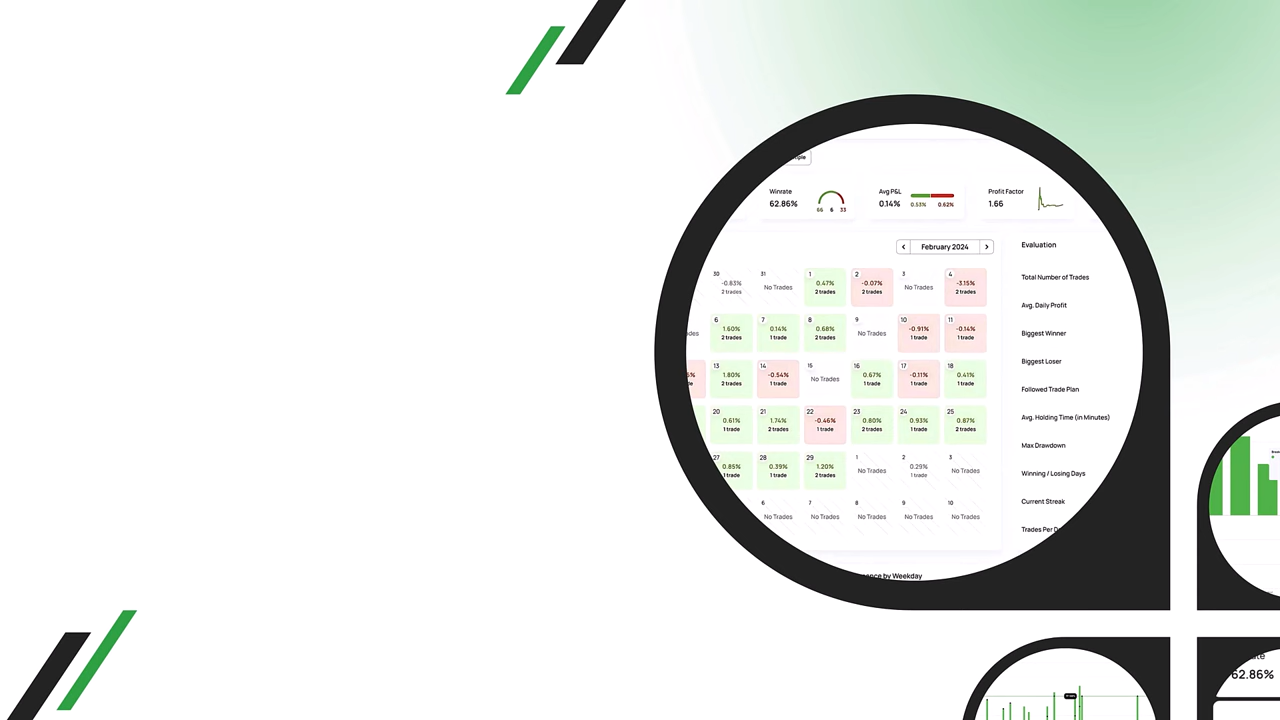 Winrate
62.86%
66 6 33
Avg P&L
0.14%
0.53% 0.62%
Profit Factor
1.66
February 2024
Evaluation
30
-0.83%
2 trades
31
No Trades
1
0.47%
2 trades
2
-0.07%
2 trades
3
No Trades
4
-3.15%
2 trades
6
1.60%
2 trades
7
0.14%
1 trade
8
0.68%
2 trades
9
No Trades
10
-0.91%
1 trade
11
-0.14%
1 trade
13
1.80%
2 trades
14
-0.54%
1 trade
15
No Trades
16
0.67%
1 trade
17
-0.11%
1 trade
18
0.41%
1 trade
20
0.61%
1 trade
21
1.74%
2 trades
22
-0.46%
1 trade
23
0.80%
2 trades
24
0.93%
1 trade
25
0.87%
2 trades
27
0.85%
1 trade
28
0.39%
1 trade
29
1.20%
2 trades
1
No Trades
2
0.29%
1 trade
3
No Trades
6
No Trades
7
No Trades
8
No Trades
9
No Trades
10
No Trades
Total Number of Trades
Avg. Daily Profit
Biggest Winner
Biggest Loser
Followed Trade Plan
Avg. Holding Time (in Minutes)
Max Drawdown
Winning / Losing Days
Current Streak
Trades Per
by Weekday
62.86%